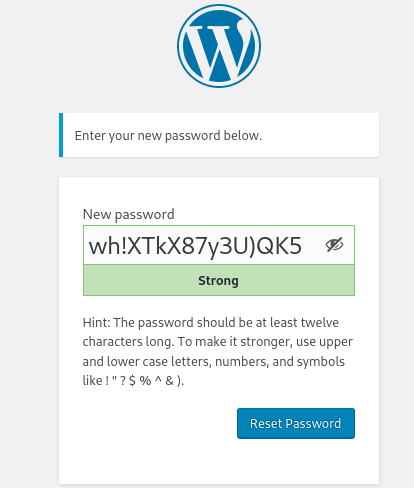 Enter your new password below.
New password
wh!XTkX87y3U)QK5
Strong
Hint: The password should be at least twelve
characters long. To make it stronger, use upper
and lower case letters, numbers, and symbols
like ! " ? $ % ^ & ).
Reset Password